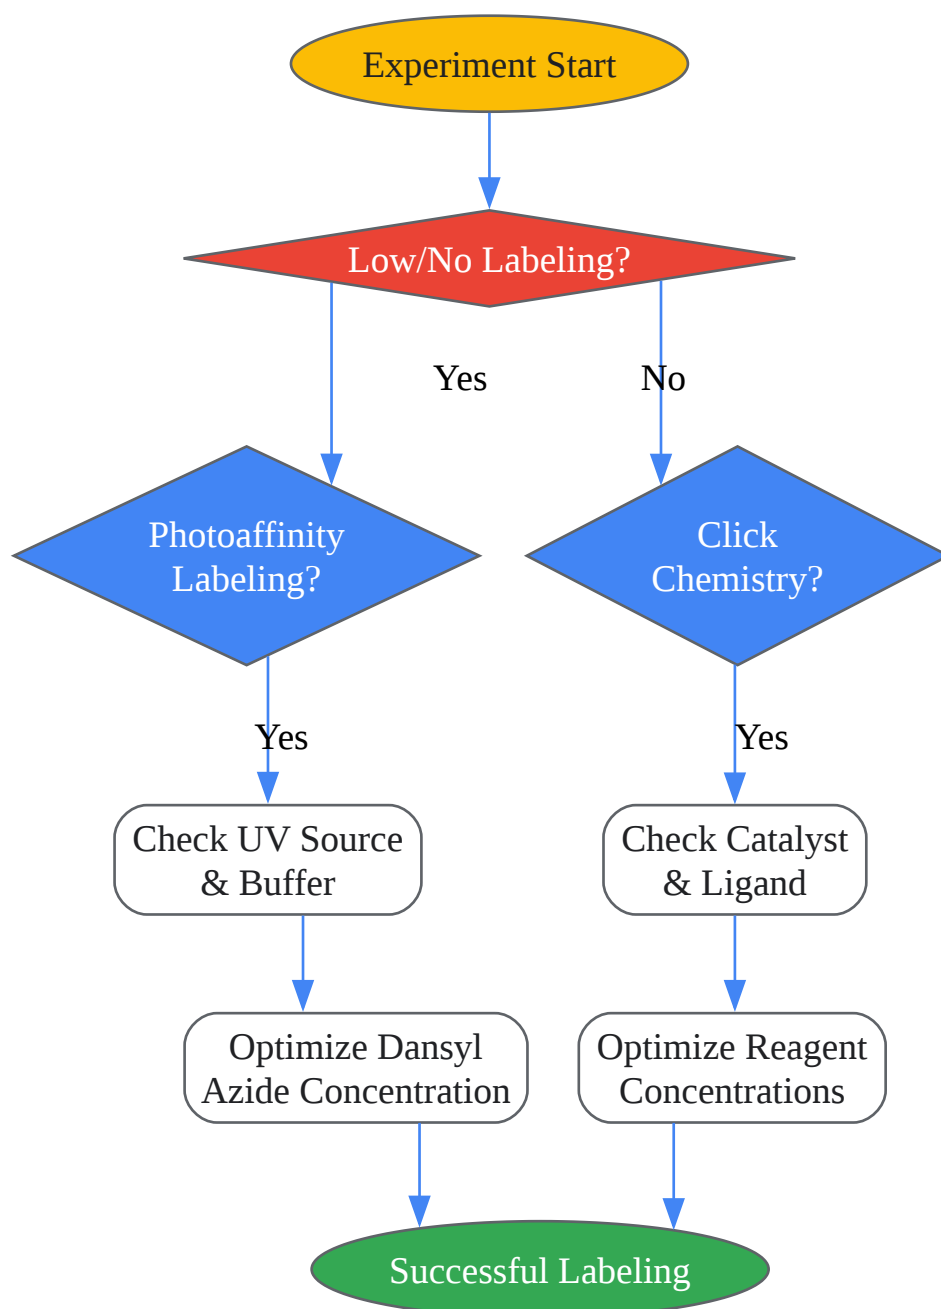 Experiment Start
Low/No Labeling?
Yes
No
Photoaffinity
Labeling?
Click
Chemistry?
Yes
Yes
Check UV Source
& Buffer
Check Catalyst
& Ligand
Optimize Dansyl
Azide Concentration
Optimize Reagent
Concentrations
Successful Labeling